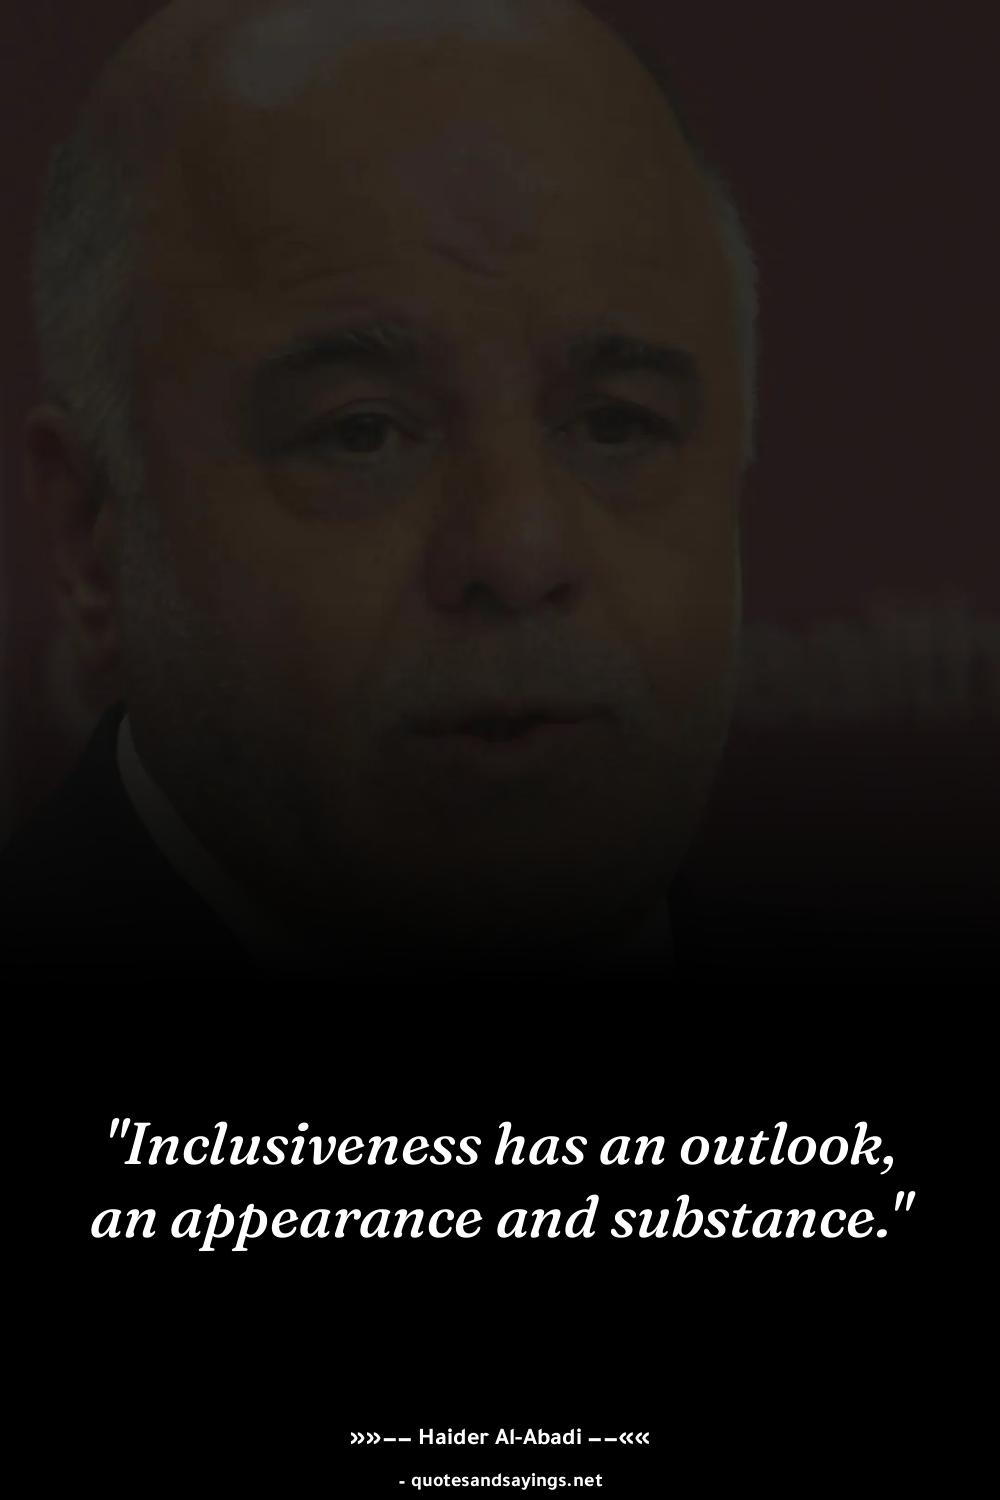 "Inclusiveness has an outlook,
an appearance and substance."
»»–– Haider Al-Abadi ––««
- quotesandsayings.net